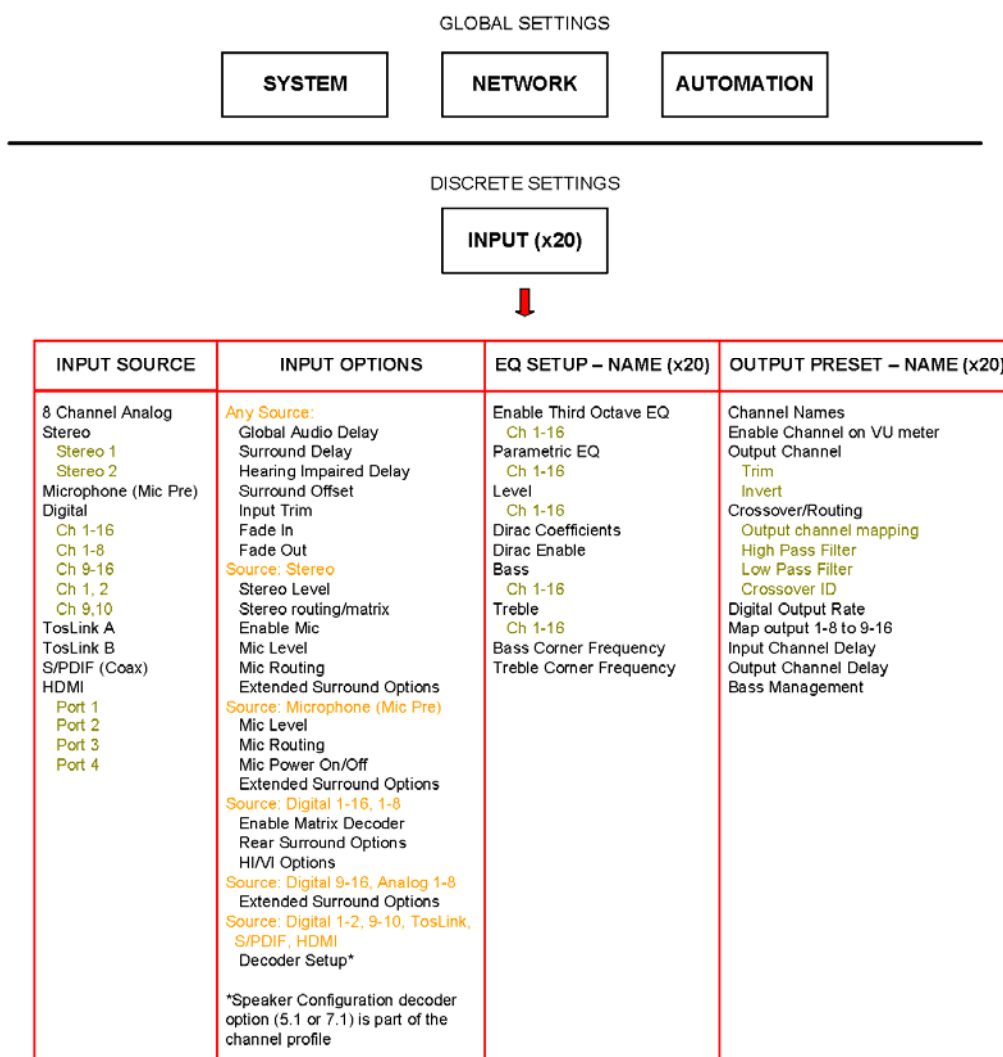 GLOBAL SETTINGS
SYSTEM
NETWORK
AUTOMATION
DISCRETE SETTINGS
INPUT (x20)
INPUT SOURCE
8 Channel Analog
Stereo
Stereo 1
Stereo 2
Microphone (Mic Pre)
Digital
Ch 1-16
Ch 1-8
Ch 9-16
Ch 1, 2
Ch 9,10
TosLink A
TosLink B
S/PDIF (Coax)
HDMI
Port 1
Port 2
Port 3
Port 4
INPUT OPTIONS
Any Source:
Global Audio Delay
Surround Delay
Hearing Impaired Delay
Surround Offset
Input Trim
Fade In
Fade Out
Source: Stereo
Stereo Level
Stereo routing/matrix
Enable Mic
Mic Level
Mic Routing
Extended Surround Options
Source: Microphone (Mic Pre)
Mic Level
Mic Routing
Mic Power On/Off
Extended Surround Options
Source: Digital 1-16, 1-8
Enable Matrix Decoder
Rear Surround Options
HI/VI Options
Source: Digital 9-16, Analog 1-8
Extended Surround Options
Source: Digital 1-2, 9-10, TosLink,
S/PDIF, HDMI
Decoder Setup*
*Speaker Configuration decoder
option (5.1 or 7.1) is part of the
channel profile
EQ SETUP – NAME (x20)
Enable Third Octave EQ
Ch 1-16
Parametric EQ
Ch 1-16
Level
Ch 1-16
Dirac Coefficients
Dirac Enable
Bass
Ch 1-16
Treble
Ch 1-16
Bass Corner Frequency
Treble Corner Frequency
OUTPUT PRESET – NAME (x20)
Channel Names
Enable Channel on VU meter
Output Channel
Trim
Invert
Crossover/Routing
Output channel mapping
High Pass Filter
Low Pass Filter
Crossover ID
Digital Output Rate
Map output 1-8 to 9-16
Input Channel Delay
Output Channel Delay
Bass Management